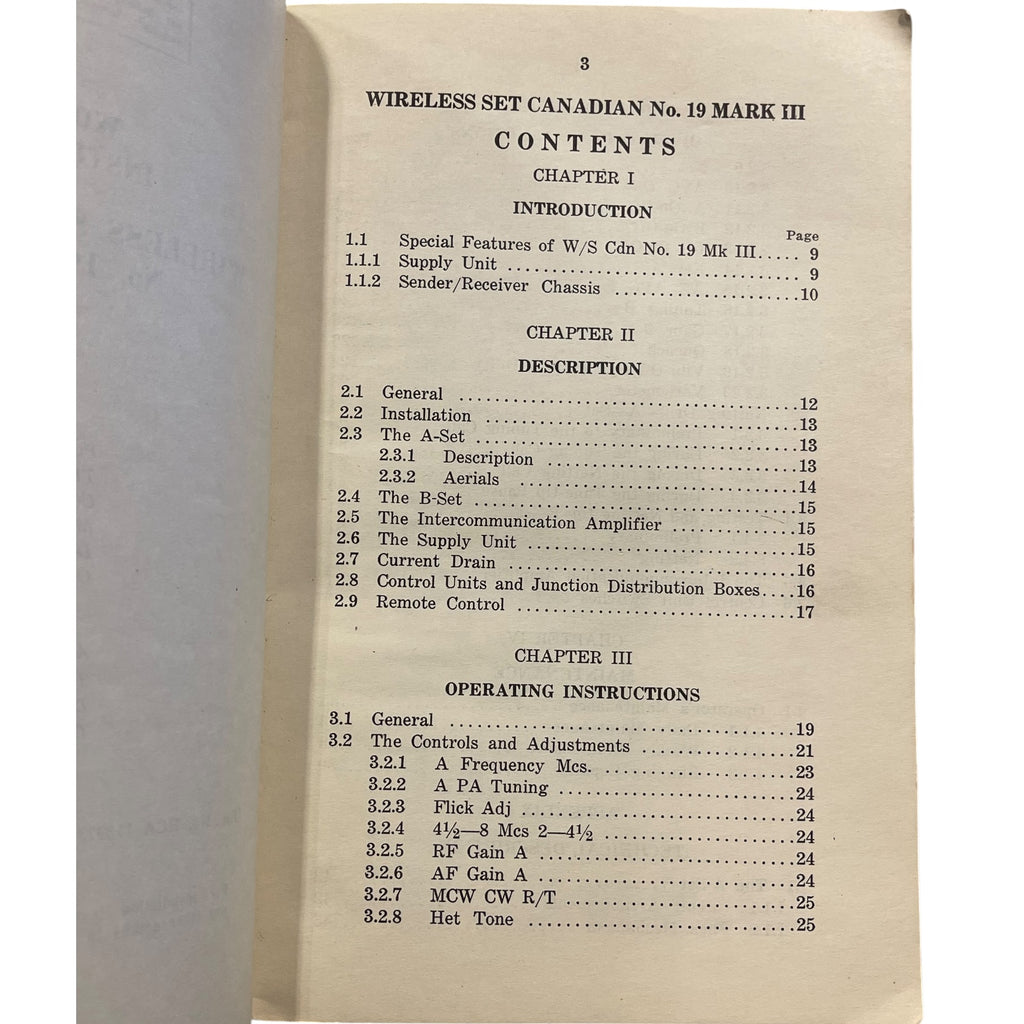 3
WIRELESS SET CANADIAN No. 19 MARK III
CONTENTS
CHAPTER I
INTRODUCTION
Page
1.1 Special Features of W/S Cdn No. 19 Mk III..... 9
1.1.1 Supply Unit ........................................ 9
1.1.2 Sender/Receiver Chassis .........................10
CHAPTER II
DESCRIPTION
2.1 General ..............................................12
2.2 Installation ..........................................13
2.3 The A-Set ...........................................13
2.3.1 Description ..................................13
2.3.2 Aerials ......................................14
2.4 The B-Set ...........................................15
2.5 The Intercommunication Amplifier .................15
2.6 The Supply Unit .....................................15
2.7 Current Drain .......................................16
2.8 Control Units and Junction Distribution Boxes....16
2.9 Remote Control ......................................17
CHAPTER III
OPERATING INSTRUCTIONS
3.1 General ..............................................19
3.2 The Controls and Adjustments .....................21
3.2.1 A Frequency Mcs. ..........................23
3.2.2 A PA Tuning ................................24
3.2.3 Flick Adj .....................................24
3.2.4 4½—8 Mcs 2—4½ ..........................24
3.2.5 RF Gain A ...................................24
3.2.6 AF Gain A ...................................24
3.2.7 MCW CW R/T ...............................25
3.2.8 Het Tone ....................................25